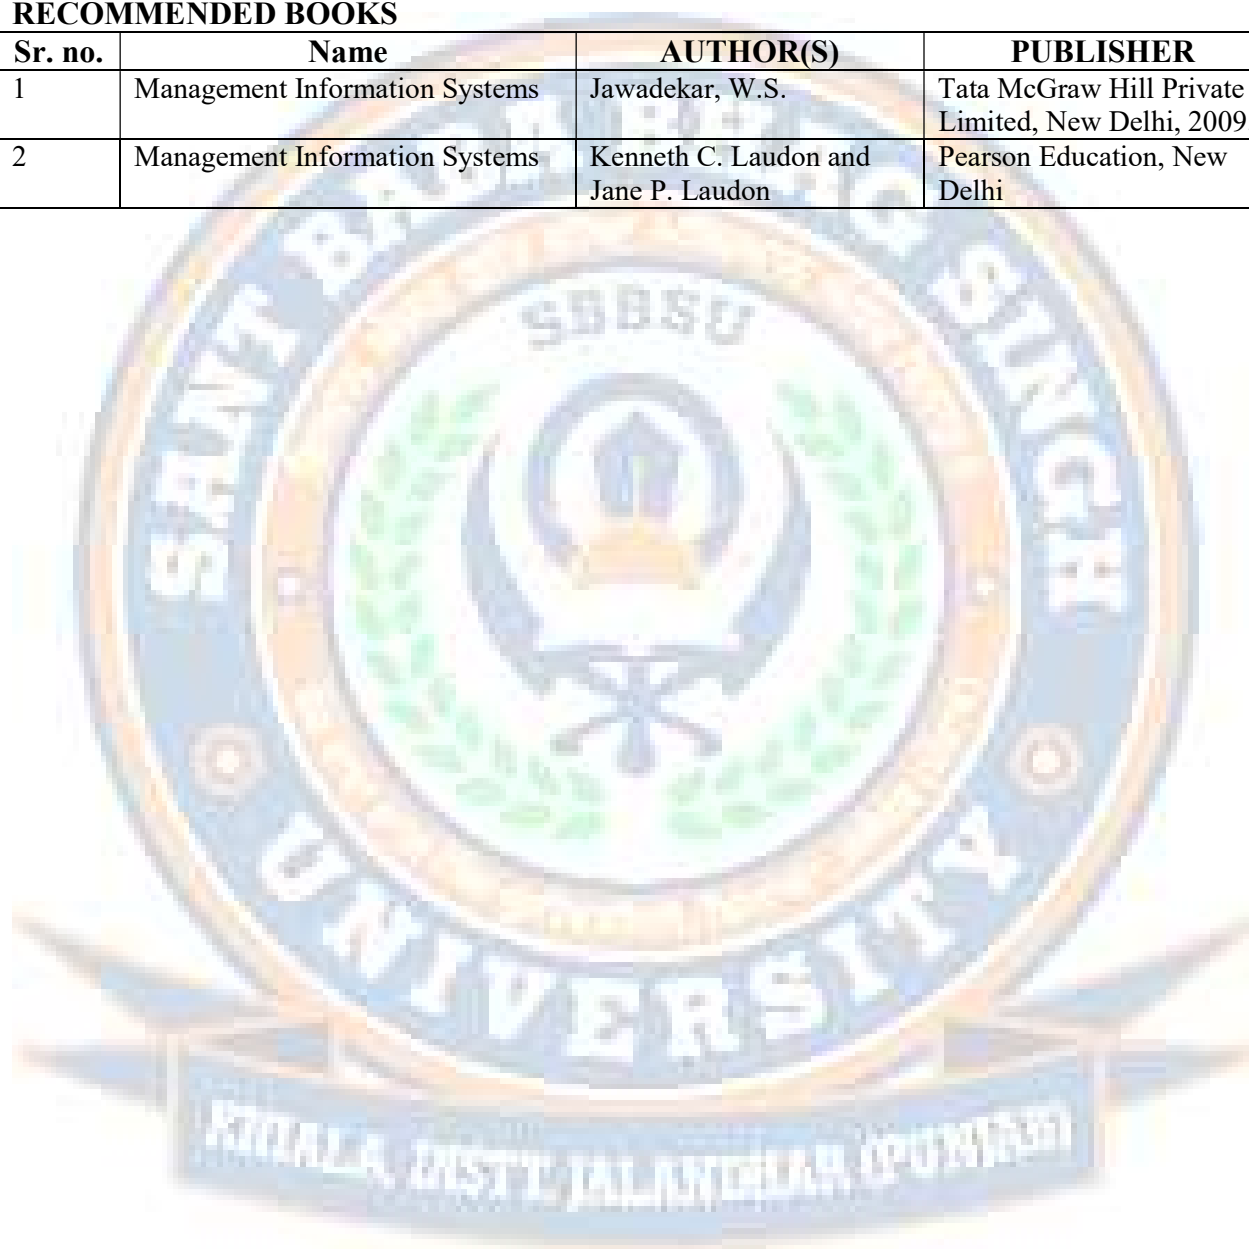 RECOMMENDED BOOKS
Sr. no. Name AUTHOR(S) PUBLISHER
1 Management Information Systems Jawadekar, W.S. Tata McGraw Hill Private
Limited, New Delhi, 2009
2 Management Information Systems Kenneth C. Laudon and Pearson Education, New
Jane P. Laudon Delhi
SANT BABA BHAG SINGH
SBBSU
UNIVERSITY
KHIALA, DISTT. JALANDHAR (PUNJAB)